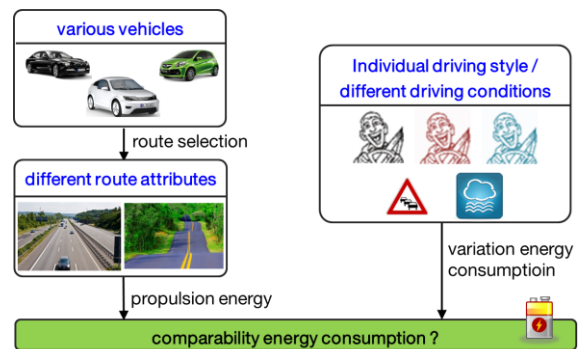 various vehicles
route selection
different route attributes
propulsion energy
Individual driving style /
different driving conditions
variation energy
consumptioin
comparability energy consumption ?